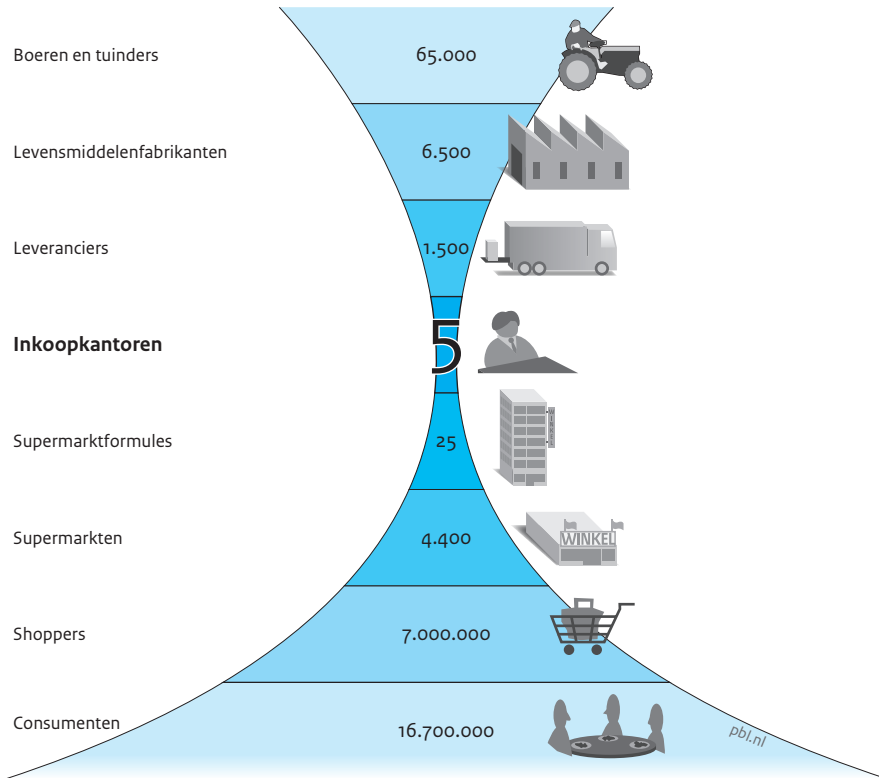 Boeren en tuinders 65.000
Levensmiddelenfabrikanten 6.500
Leveranciers 1.500
Inkoopkantoren 5
Supermarktformules 25
WINKEL
Supermarkten 4.400
WINKEL
Shoppers 7.000.000
Consumenten 16.700.000
pbl.nl